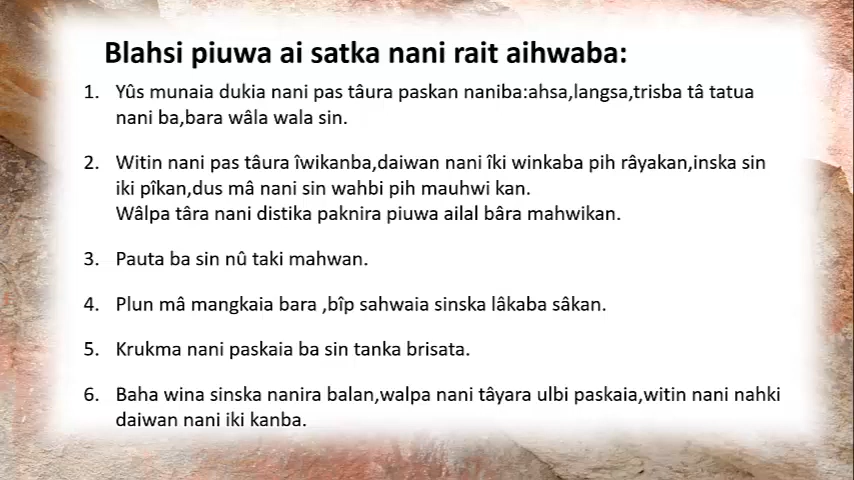 Blahsi piuwa ai satka nani rait aihwaba:
1. Yûs munaia dukia nani pas tâura paskan naniba:ahsa,langsa,trisba tâ tatua
nani ba,bara wâla wala sin.
2. Witin nani pas tâura îwikanba,daiwan nani îki winkaba pih râyakan,inska sin
iki pîkan,dus mâ nani sin wahbi pih mauhwi kan.
Wâlpa târa nani distika paknira piuwa ailal bâra mahwikan.
3. Pauta ba sin nû taki mahwan.
4. Plun mâ mangkaia bara ,bîp sahwaia sinska lâkaba sâkan.
5. Krukma nani paskaia ba sin tanka brisata.
6. Baha wina sinska nanira balan,walpa nani tâyara ulbi paskaia,witin nani nahki
daiwan nani iki kanba.